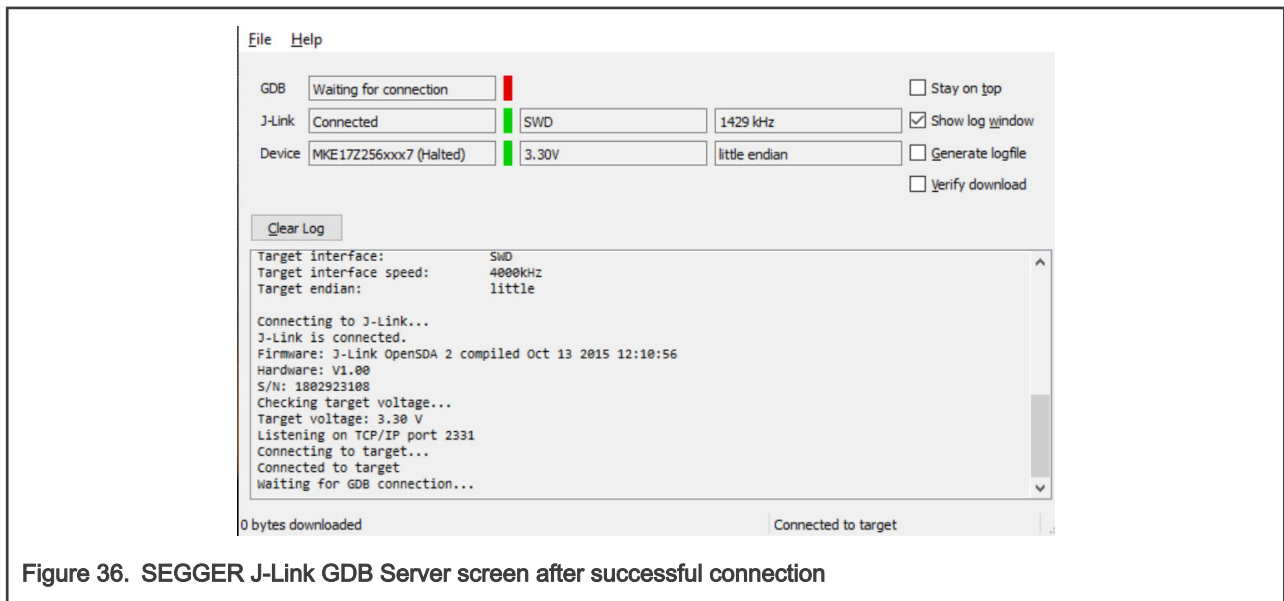 File Help
GDB Waiting for connection Stay on top
J-Link Connected SWD 1429 kHz Show log window
Device MKE17Z256xxx7 (Halted) 3.30V little endian Generate logfile
Verify download
Clear Log
Target interface: SWD
Target interface speed: 4000kHz
Target endian: little
Connecting to J-Link...
J-Link is connected.
Firmware: J-Link OpenSDA 2 compiled Oct 13 2015 12:10:56
Hardware: V1.00
S/N: 1802923108
Checking target voltage...
Target voltage: 3.30 V
Listening on TCP/IP port 2331
Connecting to target...
Connected to target
Waiting for GDB connection...
0 bytes downloaded Connected to target
Figure 36. SEGGER J-Link GDB Server screen after successful connection